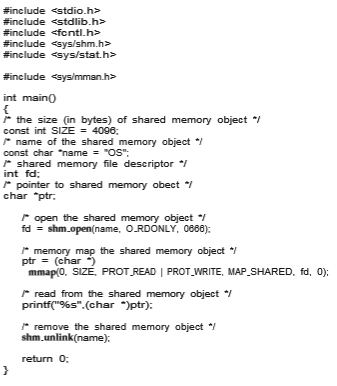 #include <stdio.h>
#include <stdlib.h>
#include <fcntl.h>
#include <sys/shm.h>
#include <sys/stat.h>
#include <sys/mman.h>
int main()
{
/* the size (in bytes) of shared memory object */
const int SIZE = 4096;
/* name of the shared memory object */
const char *name = "OS";
/* shared memory file descriptor */
int fd;
/* pointer to shared memory obect */
char *ptr;
/* open the shared memory object */
fd = shm_open(name, O_RDONLY, 0666);
/* memory map the shared memory object */
ptr = (char *)
mmap(0, SIZE, PROT_READ | PROT_WRITE, MAP_SHARED, fd, 0);
/* read from the shared memory object */
printf("%s",(char *)ptr);
/* remove the shared memory object */
shm_unlink(name);
return 0;
}